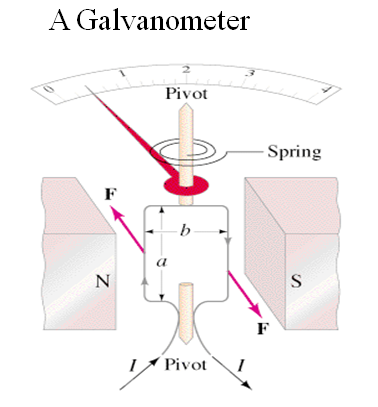 A Galvanometer
0 1 2 3 4
Pivot
Spring
F
b
a
N
S
F
I
Pivot
I